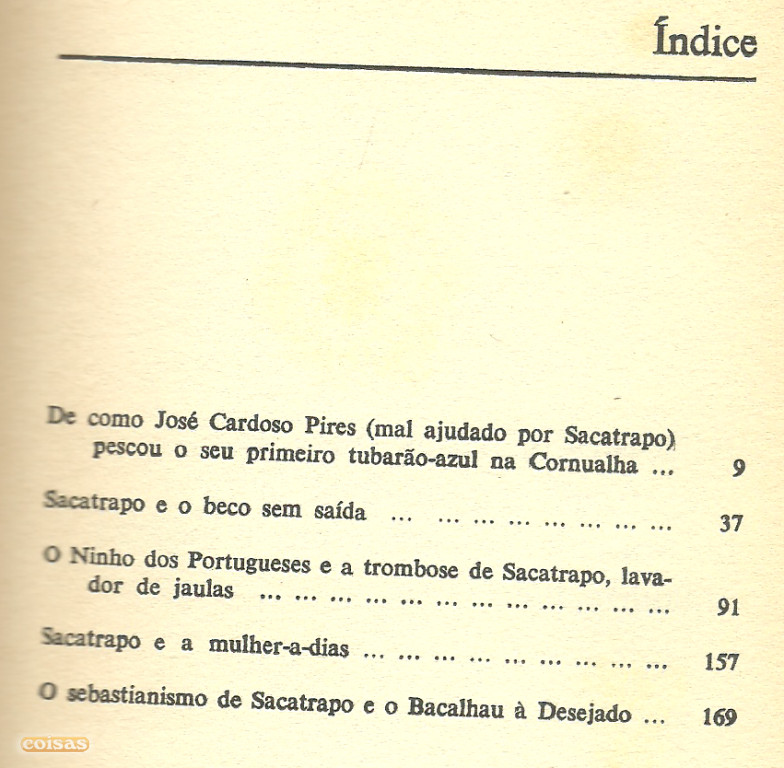 Índice
De como José Cardoso Pires (mal ajudado por Sacatrapo)
pescou o seu primeiro tubarão-azul na Cornualha ... 9
Sacatrapo e o beco sem saída ... ... ... ... ... ... ... ... 37
O Ninho dos Portugueses e a trombose de Sacatrapo, lava-
dor de jaulas ... ... ... ... ... ... ... ... ... ... ... ... 91
Sacatrapo e a mulher-a-dias ... ... ... ... ... ... ... ... ... 157
O sebastianismo de Sacatrapo e o Bacalhau à Desejado ... 169
coisas